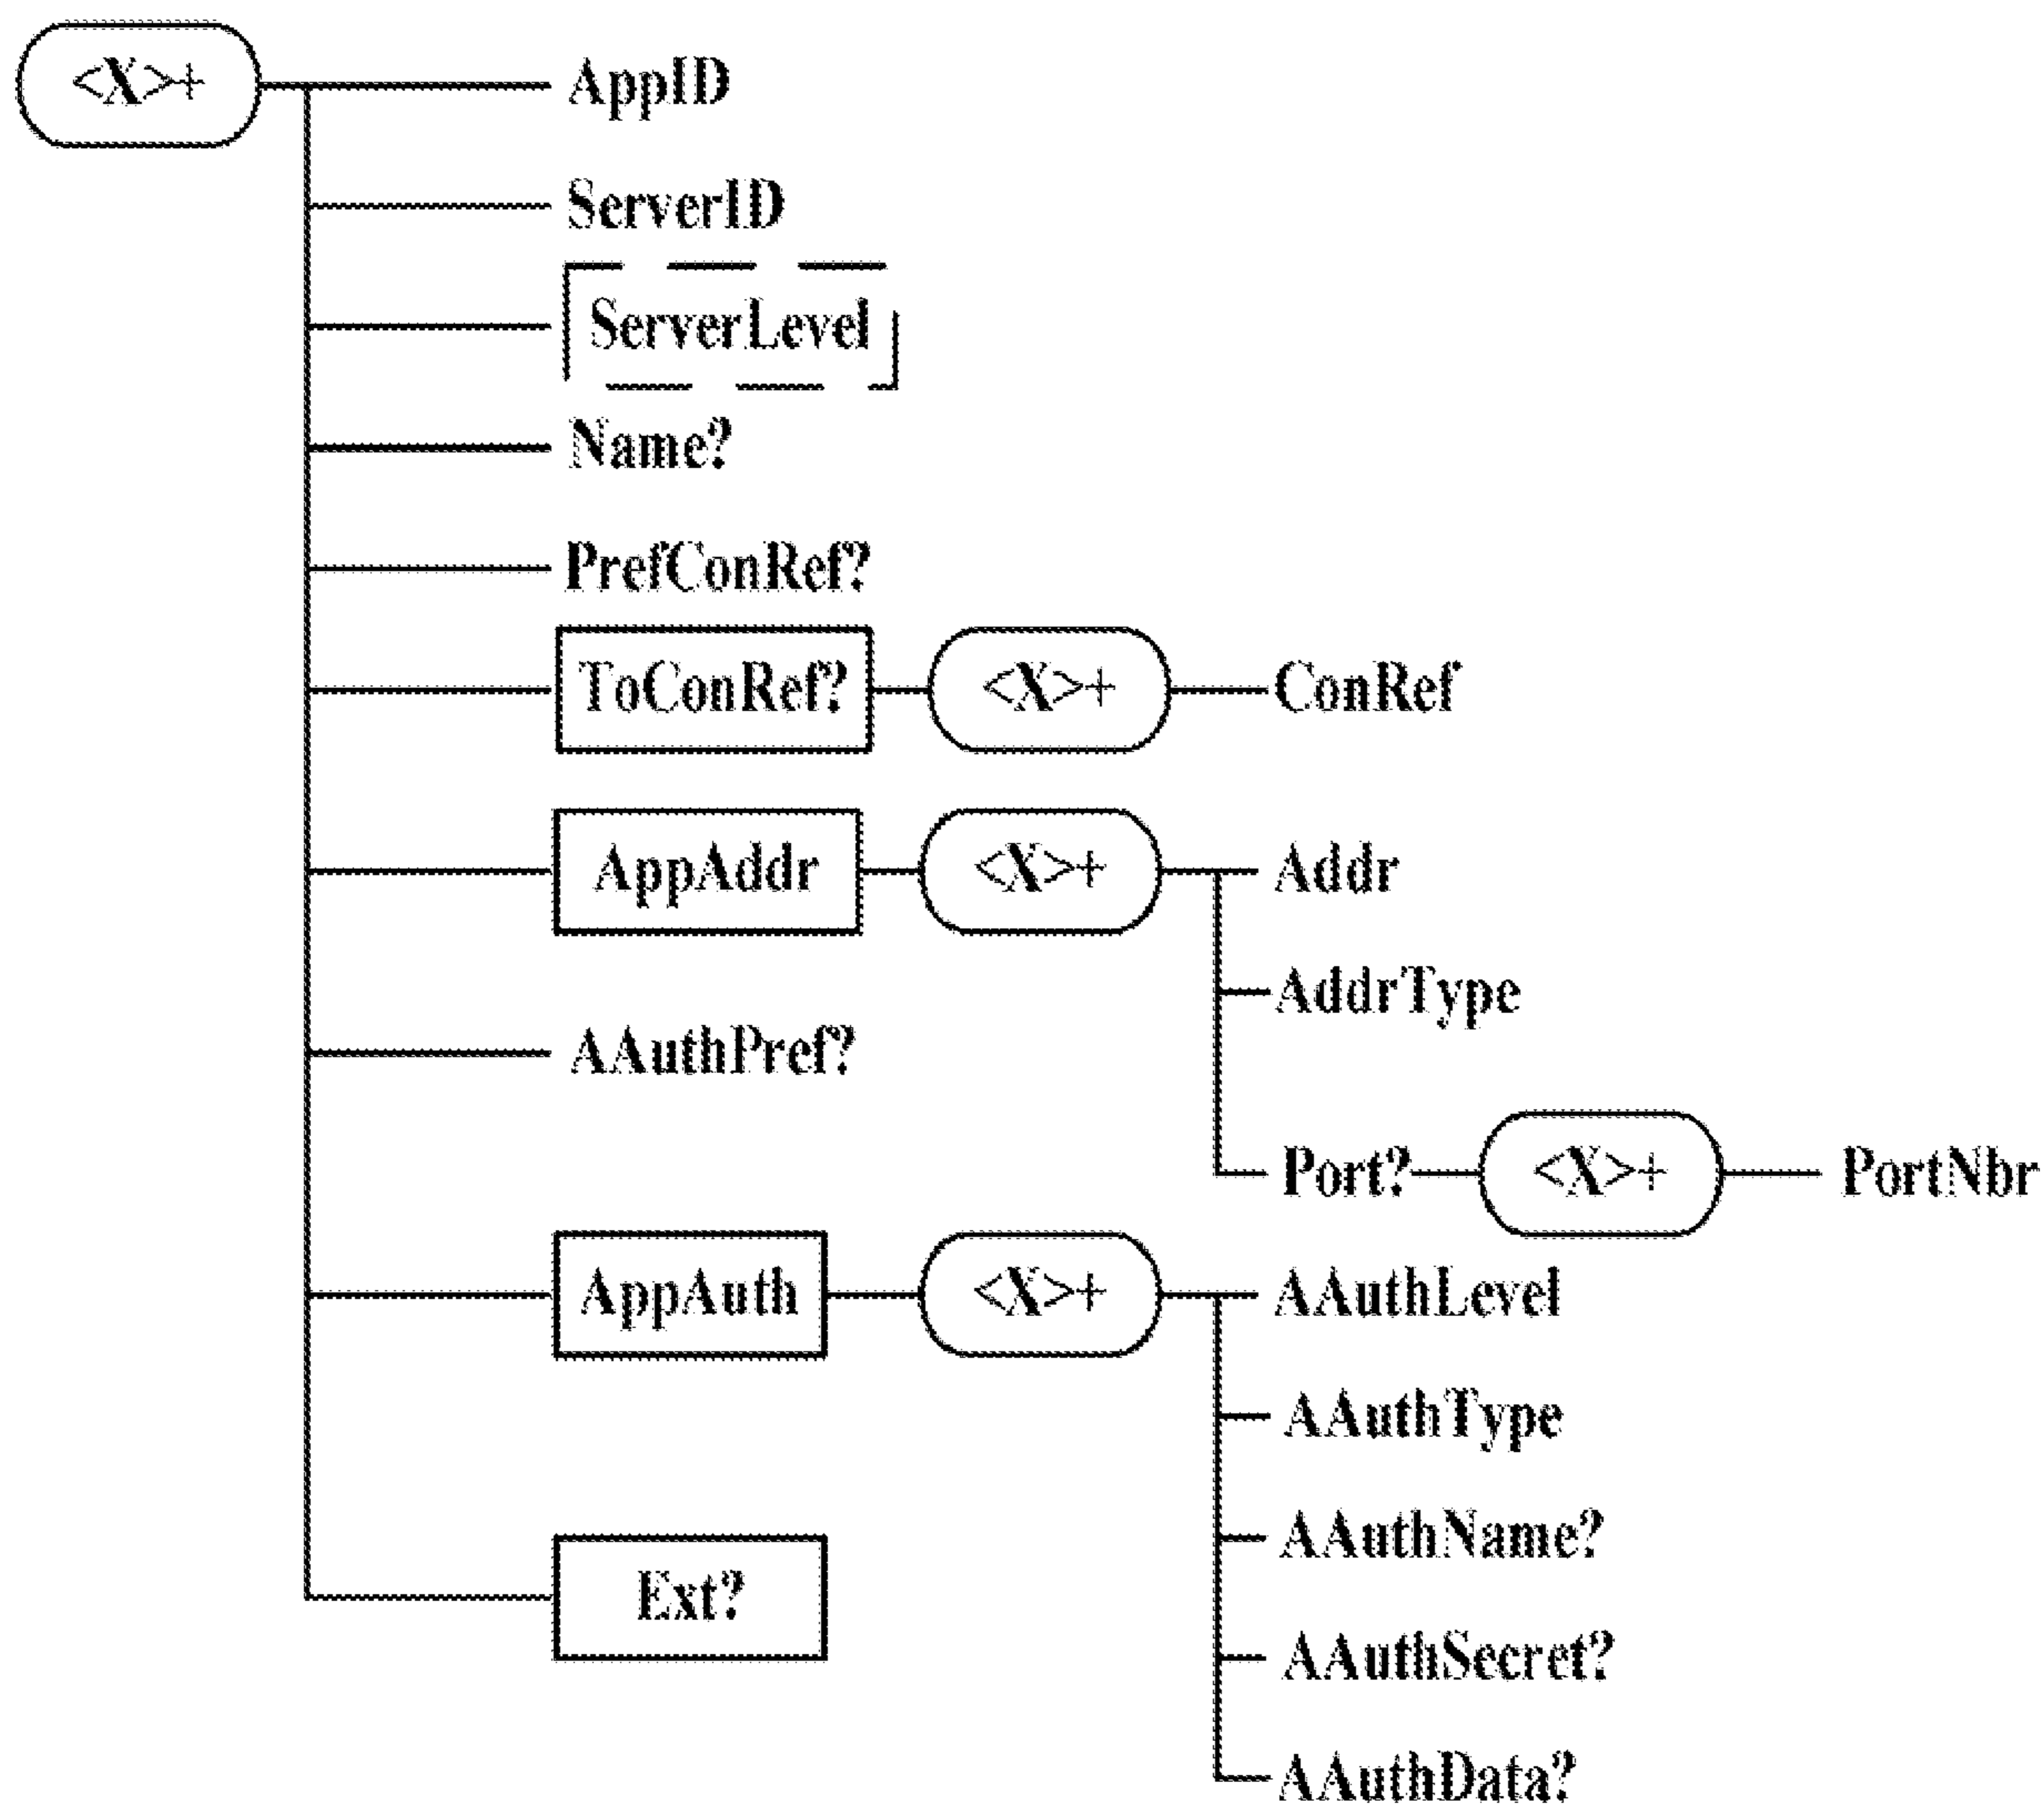 <X>+ AppID
ServerID
ServerLevel
Name?
PrefConRef?
ToConRef? <X>+ ConRef
AppAddr <X>+ Addr
AddrType
AAuthPref?
Port? <X>+ PortNbr
AppAuth <X>+ AAuthLevel
AAuthType
AAuthName?
Ext?
AAuthSecret?
AAuthData?